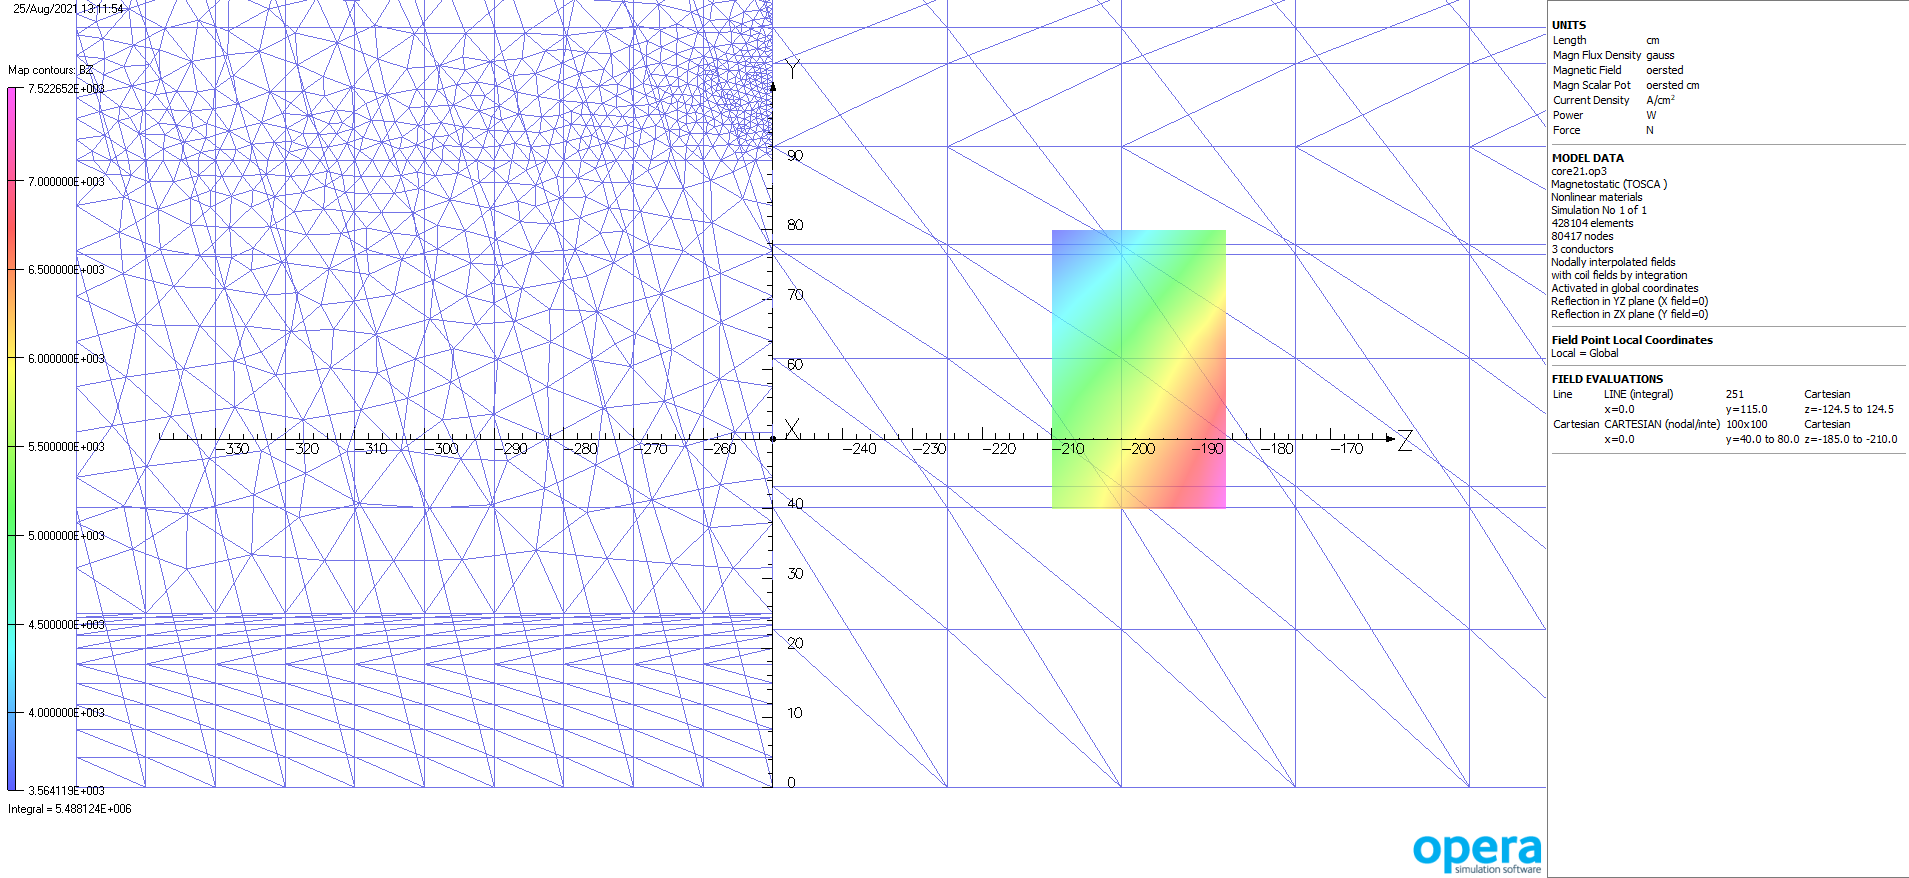 25/Aug/2021 13:11:54
Map contours: BZ
7.522652E+003
7.000000E+003
6.500000E+003
6.000000E+003
5.500000E+003
5.000000E+003
4.500000E+003
4.000000E+003
3.564119E+003
Integral = 5.488124E+006
Y
90
80
70
60
X
-330 -310 -290 -270 -260 -240 -230 -220 -210 -200 -190 -180 -170 Z
40
30
20
10
0
UNITS
Length cm
Magn Flux Density gauss
Magnetic Field oersted
Magn Scalar Pot oersted cm
Current Density A/cm²
Power W
Force N
MODEL DATA
core21.op3
Magnetostatic (TOSCA )
Nonlinear materials
Simulation No 1 of 1
428104 elements
80417 nodes
3 conductors
Nodally interpolated fields
with coil fields by integration
Activated in global coordinates
Reflection in YZ plane (X field=0)
Reflection in ZX plane (Y field=0)
Field Point Local Coordinates
Local = Global
FIELD EVALUATIONS
Line LINE (integral) 251 Cartesian
x=0.0 y=115.0 z=-124.5 to 124.5
Cartesian CARTESIAN (nodal/inte) 100x100 Cartesian
x=0.0 y=40.0 to 80.0 z=-185.0 to -210.0
opera
simulation software